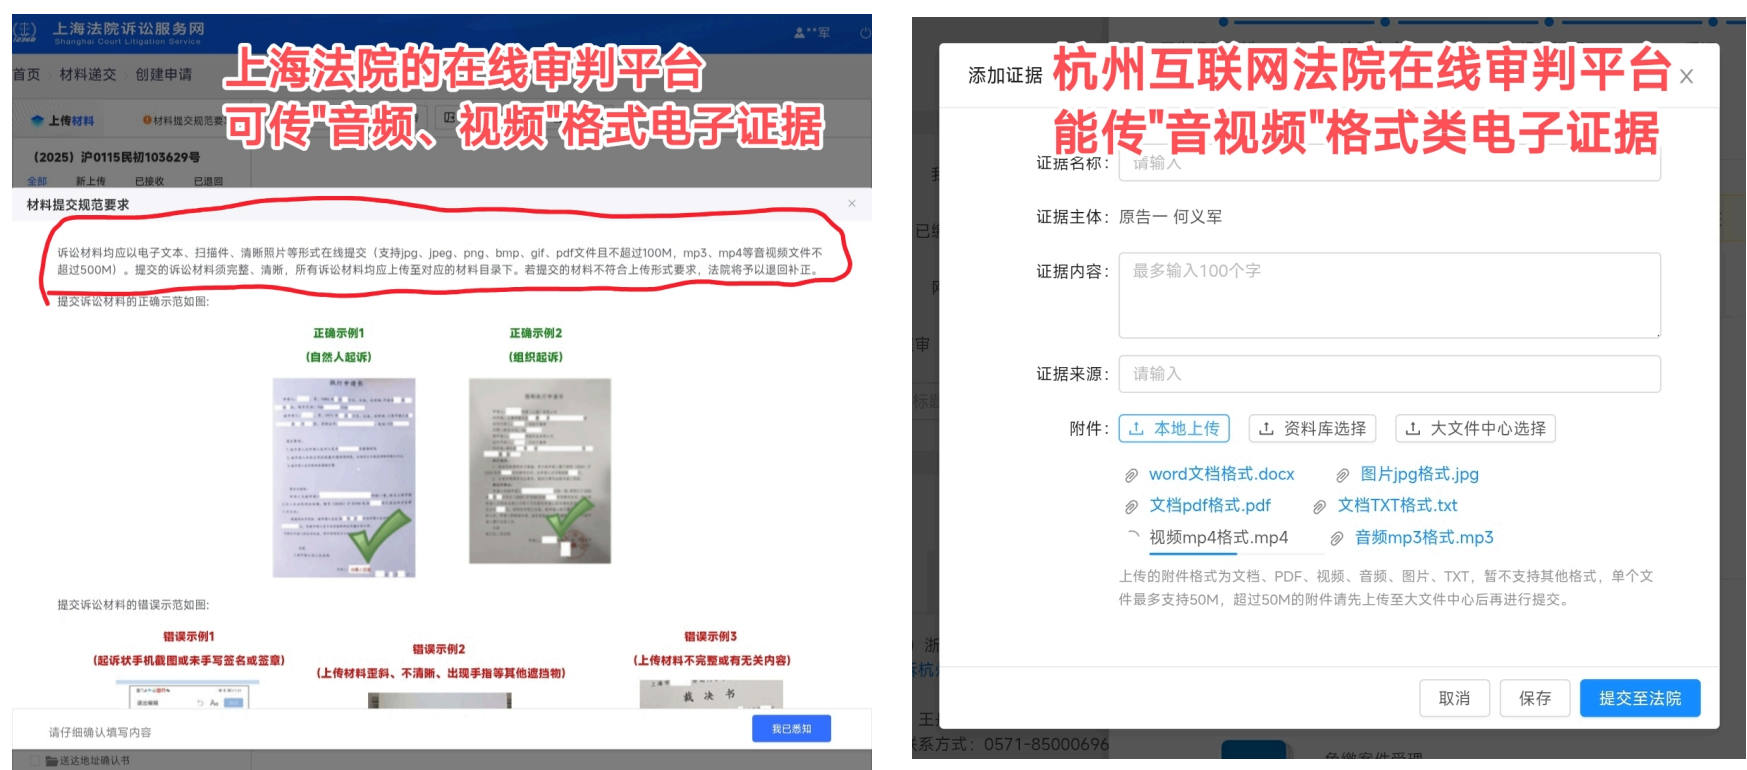 上海法院诉讼服务网
Shanghai Court Litigation Service
**军
首页 材料递交 创建申请
上海法院的在线审判平台
可传"音频、视频"格式电子证据
上传材料
材料提交规范要
（2025）沪0115民初103629号
全部 新上传 已接收 已退回
材料提交规范要求
诉讼材料均应以电子文本、扫描件、清晰照片等形式在线提交（支持jpg、jpeg、png、bmp、gif、pdf文件且不超过100M，mp3、mp4等音视频文件不
超过500M）。提交的诉讼材料须完整、清晰，所有诉讼材料均应上传至对应的材料目录下。若提交的材料不符合上传形式要求，法院将予以退回补正。
提交诉讼材料的正确示范如图:
正确示例1
(自然人起诉)
正确示例2
(组织起诉)
提交诉讼材料的错误示范如图:
错误示例1
(起诉状手机截图或未手写签名或签章)
错误示例2
(上传材料歪斜、不清晰、出现手指等其他遮挡物)
错误示例3
(上传材料不完整或有无关内容)
裁 决 书
请仔细确认填写内容
我已悉知
送达地址确认书
添加证据
杭州互联网法院在线审判平台
能传"音视频"格式类电子证据
证据名称: 请输入
证据主体: 原告一 何义军
证据内容: 最多输入100个字
证据来源: 请输入
附件: 本地上传 资料库选择 大文件中心选择
word文档格式.docx 图片jpg格式.jpg
文档pdf格式.pdf 文档TXT格式.txt
视频mp4格式.mp4 音频mp3格式.mp3
上传的附件格式为文档、PDF、视频、音频、图片、TXT，暂不支持其他格式，单个文
件最多支持50M，超过50M的附件请先上传至大文件中心后再进行提交。
取消 保存 提交至法院
系方式：0571-85000696